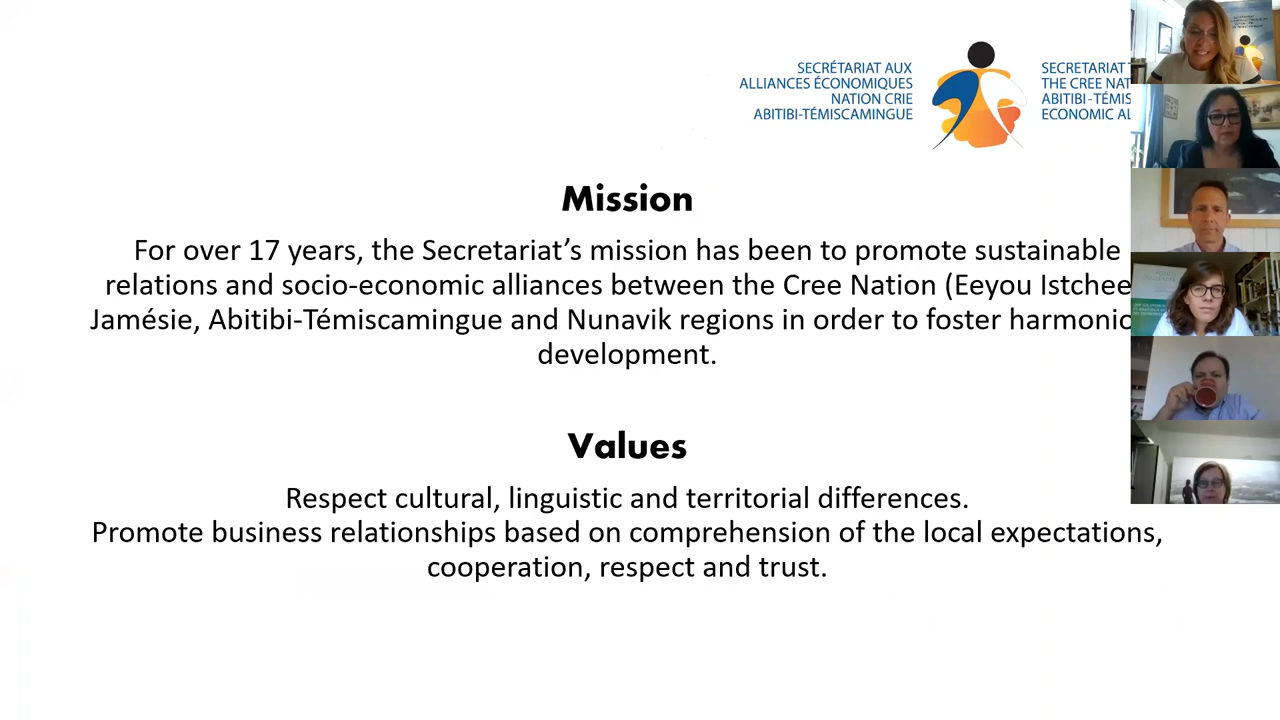 SECRÉTARIAT AUX
ALLIANCES ÉCONOMIQUES
NATION CRIE
ABITIBI-TÉMISCAMINGUE
SECRETARIAT
THE CREE NAT
ABITIBI-TÉMIS
ECONOMIC AL
Mission
For over 17 years, the Secretariat’s mission has been to promote sustainable
relations and socio-economic alliances between the Cree Nation (Eeyou Istchee
Jamésie, Abitibi-Témiscamingue and Nunavik regions in order to foster harmonio
development.
Values
Respect cultural, linguistic and territorial differences.
Promote business relationships based on comprehension of the local expectations,
cooperation, respect and trust.